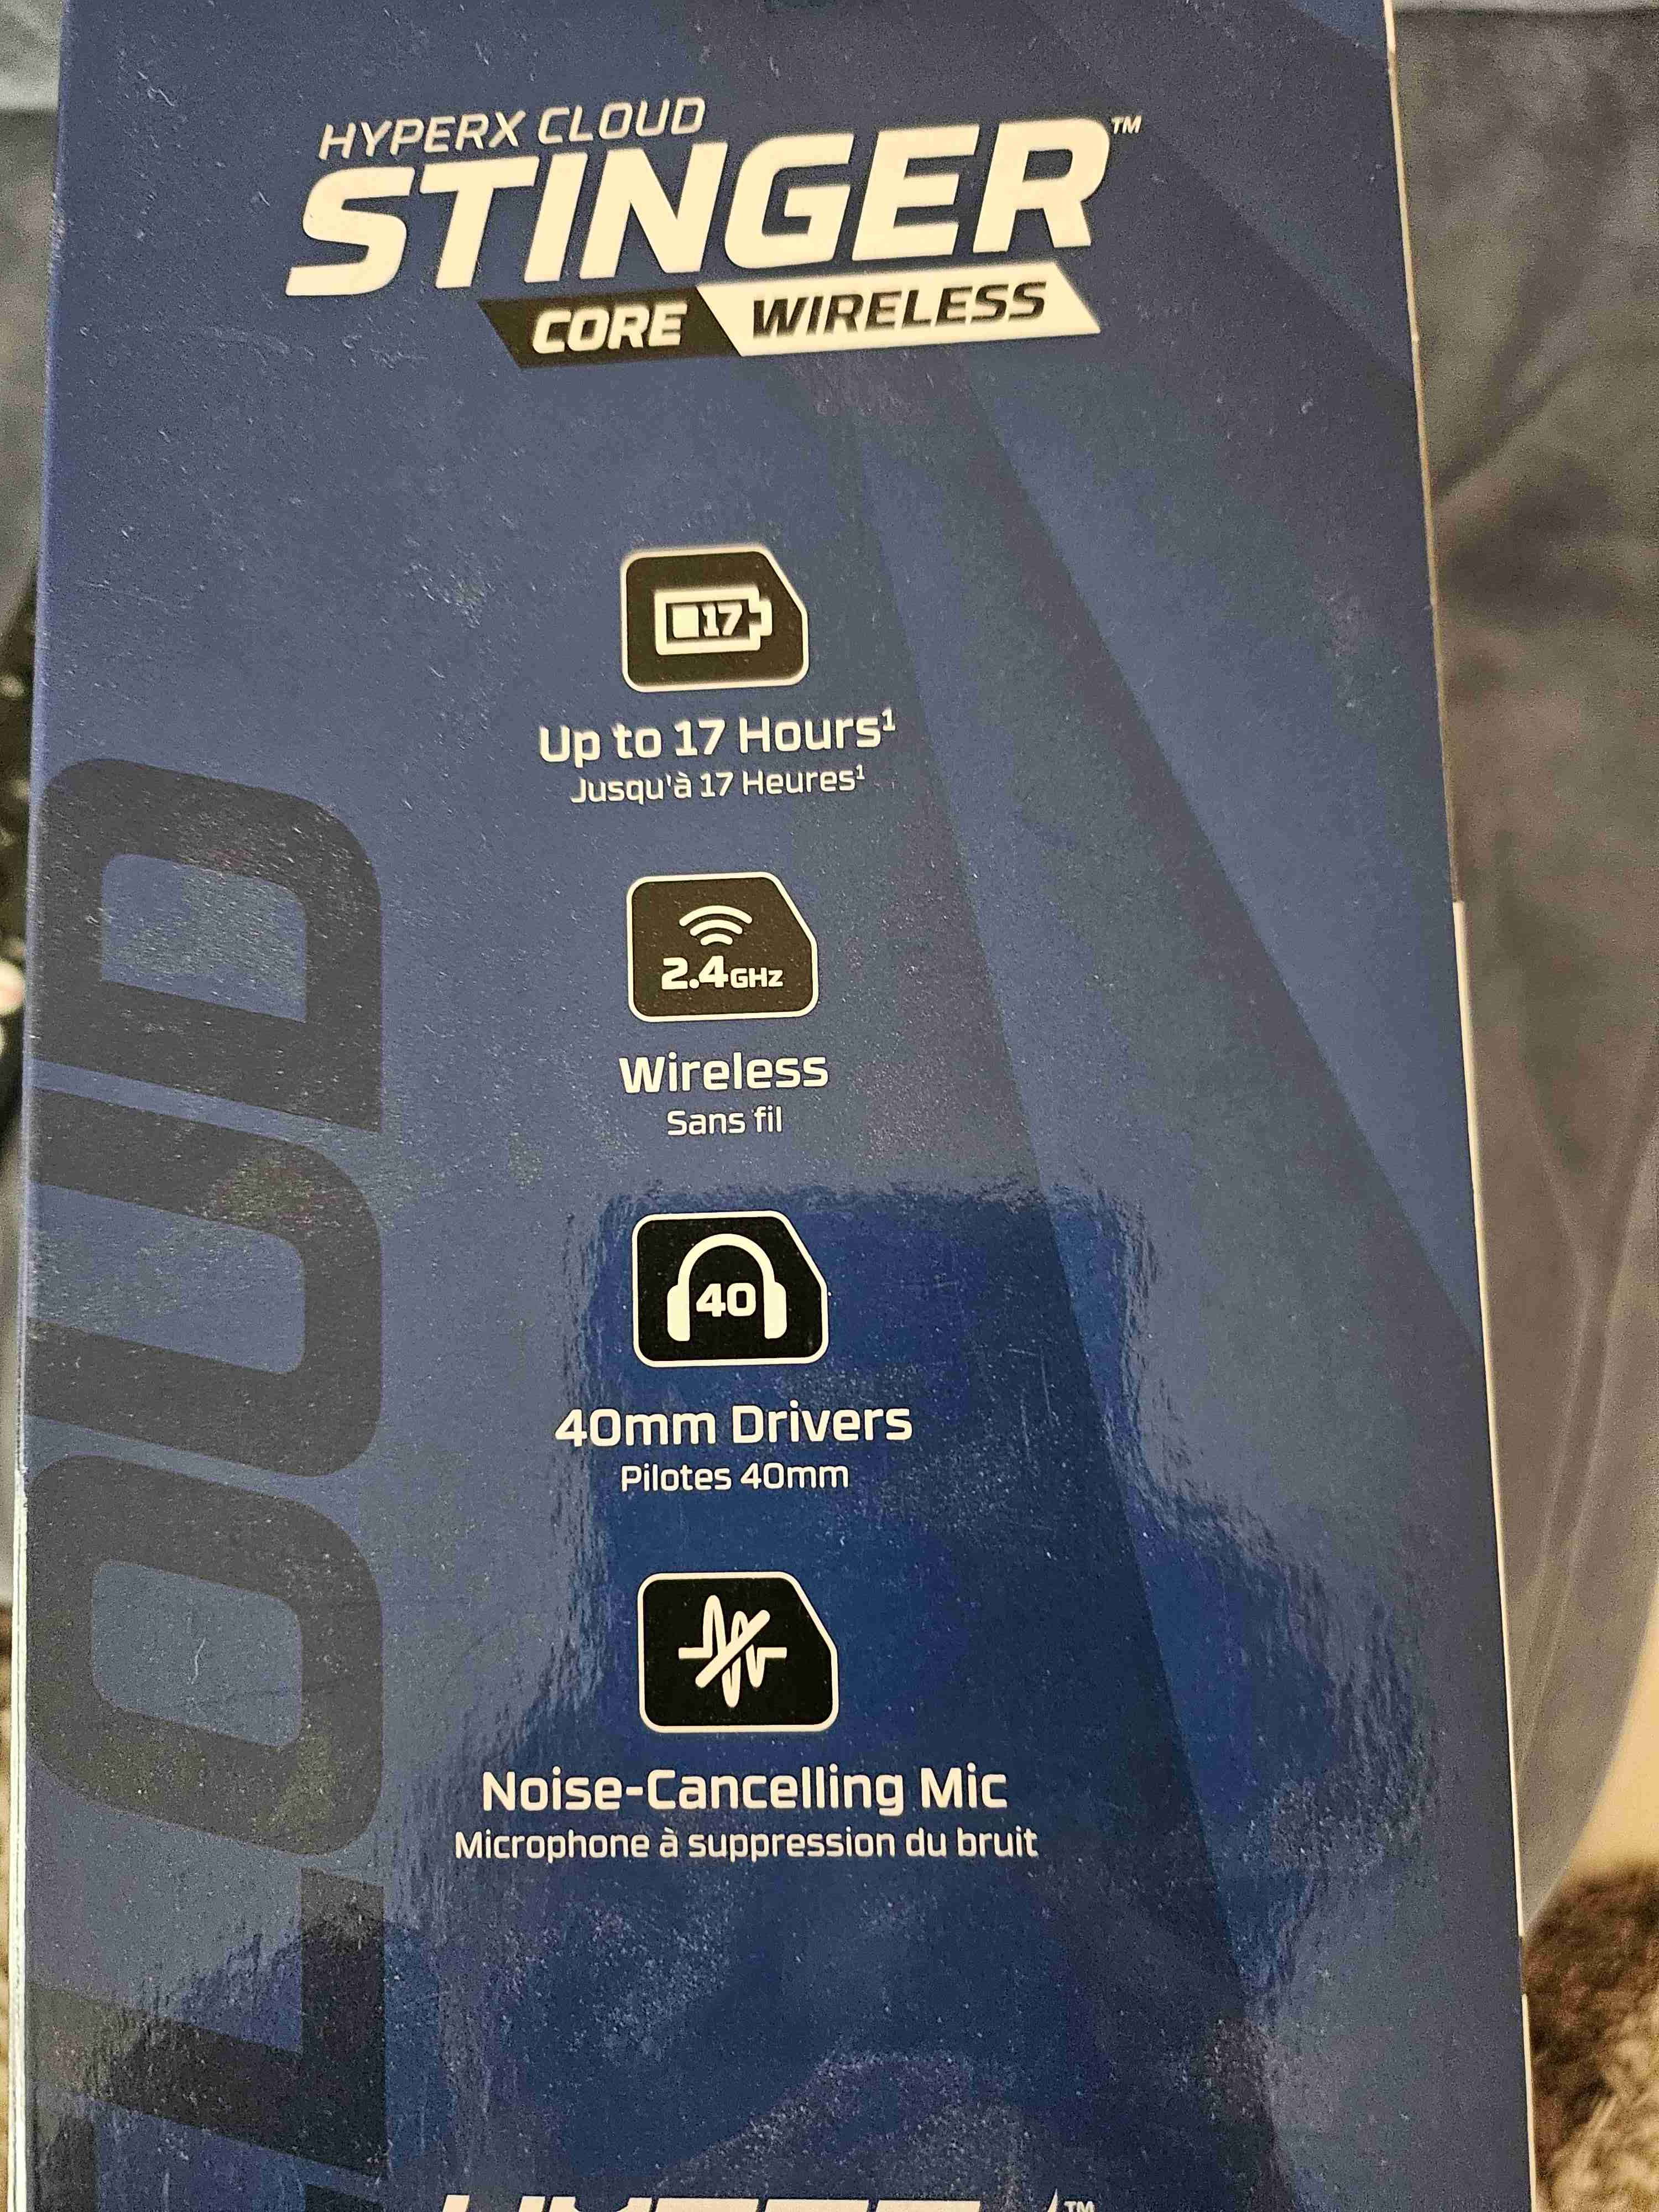 HYPERX CLOUD
STINGER™
CORE WIRELESS
17
Up to 17 Hours¹
Jusqu'à 17 Heures¹
2.4GHz
Wireless
Sans fil
40
40mm Drivers
Pilotes 40mm
Noise-Cancelling Mic
Microphone à suppression du bruit
CLOUD